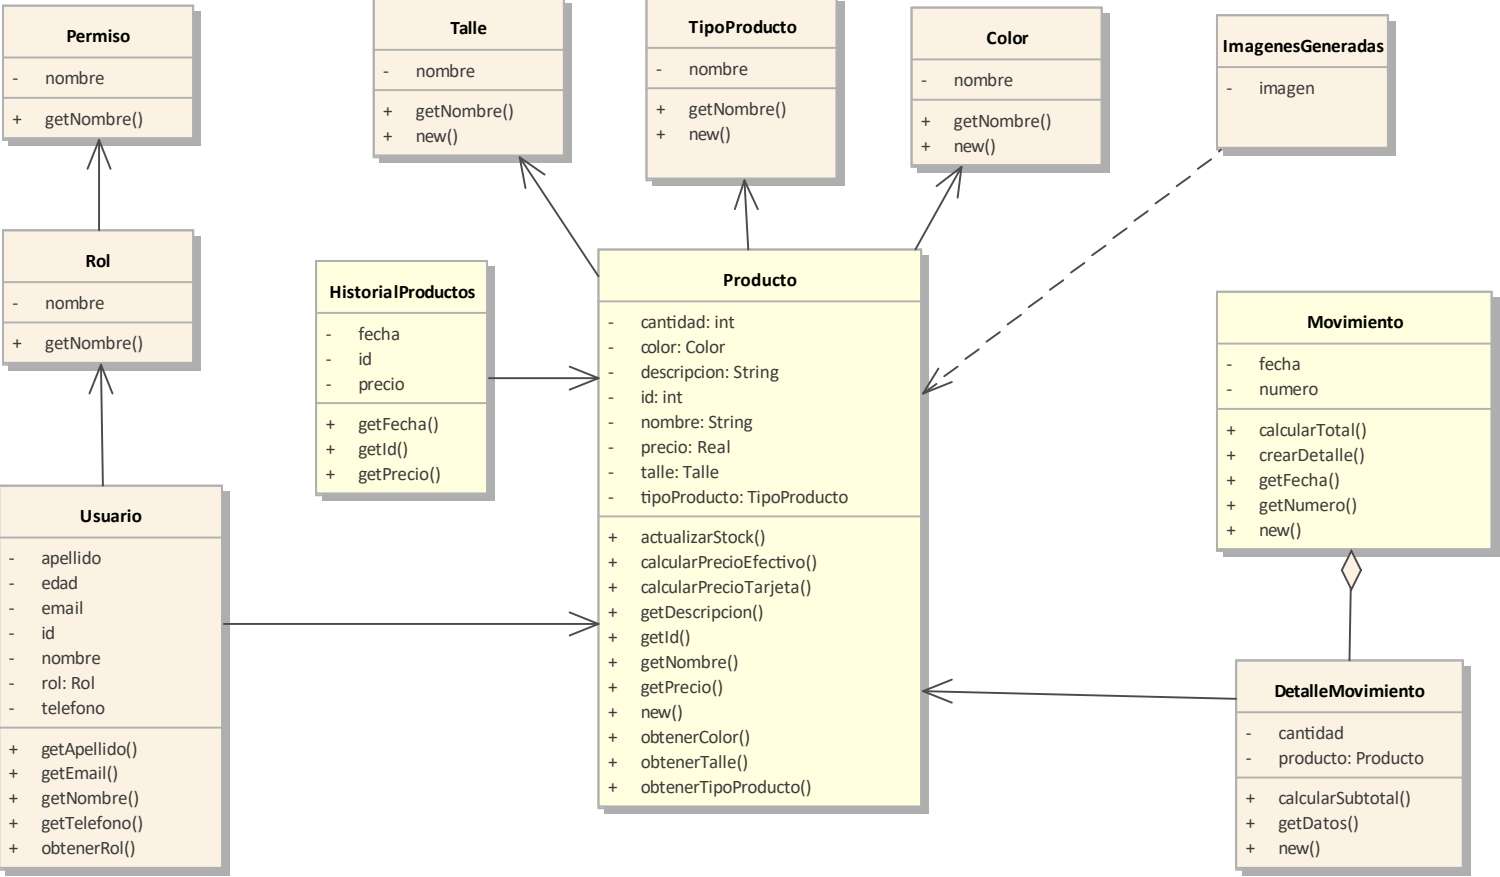 Permiso
- nombre
+ getNombre()
Talle
- nombre
+ getNombre()
+ new()
TipoProducto
- nombre
+ getNombre()
+ new()
Color
- nombre
+ getNombre()
+ new()
ImagenesGeneradas
- imagen
Rol
- nombre
+ getNombre()
HistorialProductos
- fecha
- id
- precio
+ getFecha()
+ getId()
+ getPrecio()
Producto
- cantidad: int
- color: Color
- descripcion: String
- id: int
- nombre: String
- precio: Real
- talle: Talle
- tipoProducto: TipoProducto
+ actualizarStock()
+ calcularPrecioEfectivo()
+ calcularPrecioTarjeta()
+ getDescripcion()
+ getId()
+ getNombre()
+ getPrecio()
+ new()
+ obtenerColor()
+ obtenerTalle()
+ obtenerTipoProducto()
Movimiento
- fecha
- numero
+ calcularTotal()
+ crearDetalle()
+ getFecha()
+ getNumero()
+ new()
Usuario
- apellido
- edad
- email
- id
- nombre
- rol: Rol
- telefono
+ getApellido()
+ getEmail()
+ getNombre()
+ getTelefono()
+ obtenerRol()
DetalleMovimiento
- cantidad
- producto: Producto
+ calcularSubtotal()
+ getDatos()
+ new()